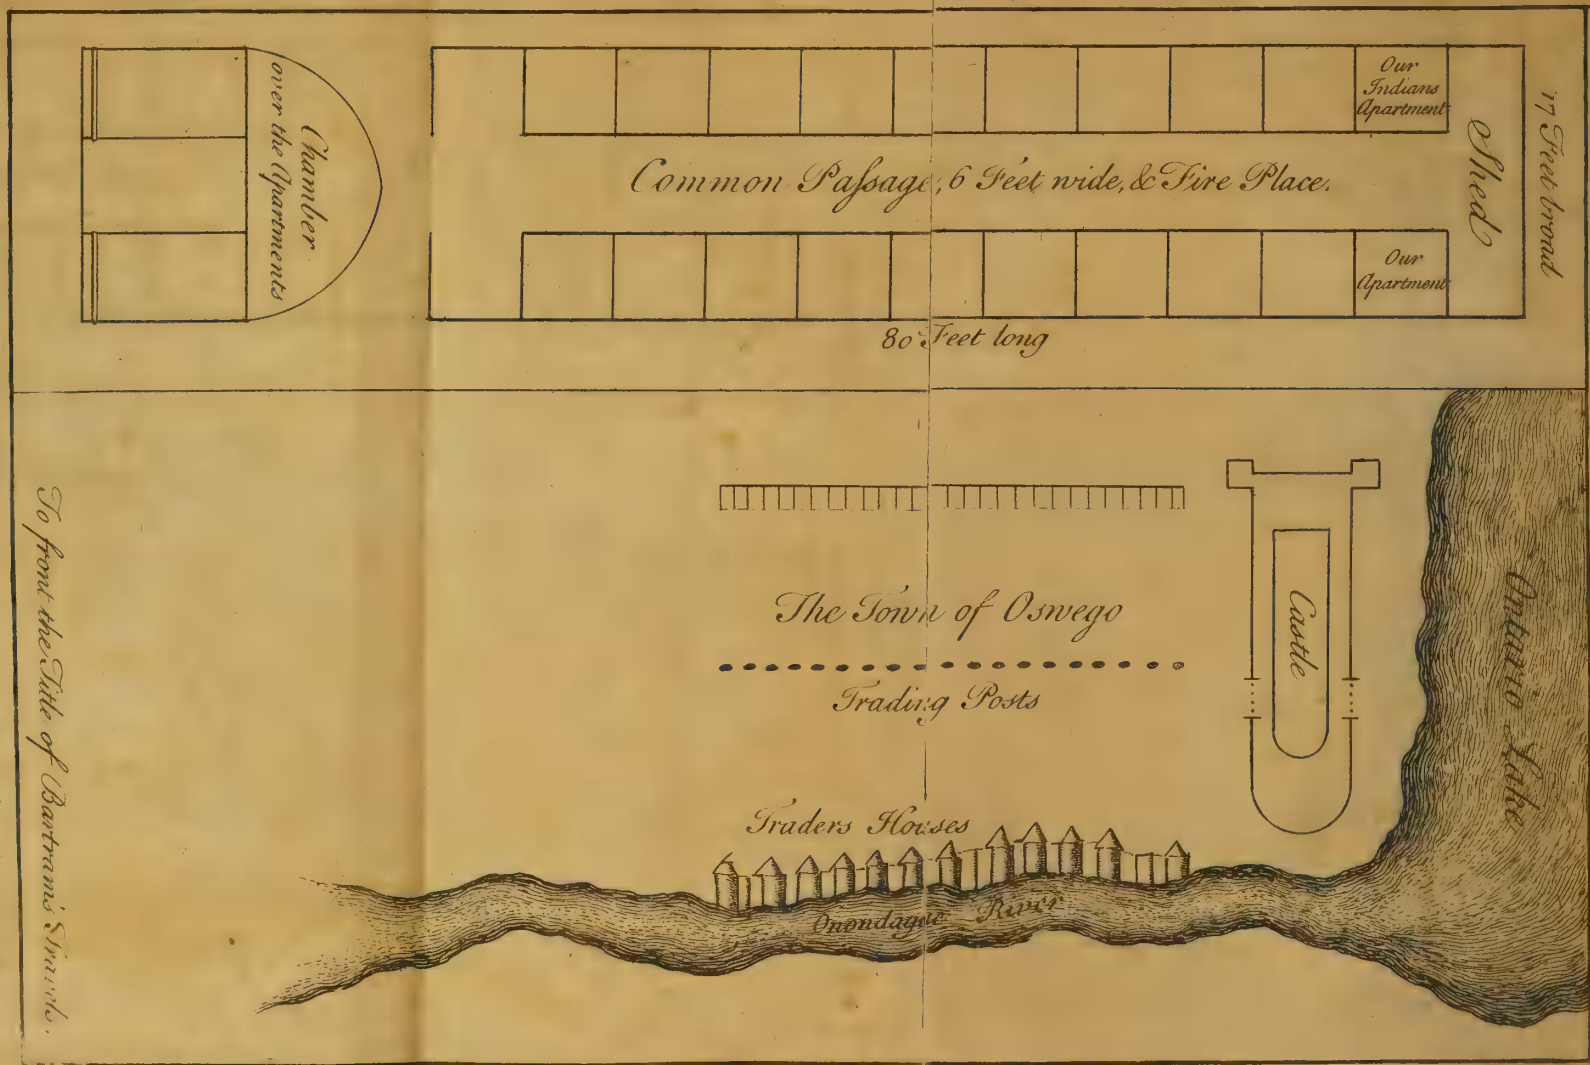 Chamber
over the Apartments
Our
Indians
Apartment
Shed
17 Feet broad
Common Paſsage, 6 Feet wide, & Fire Place.
Our
Apartment
80 Feet long
The Town of Oswego
Trading Posts
Castle
Ontario Lake
Traders Houses
Onondago River
To front the Title of Bartram's Travels.